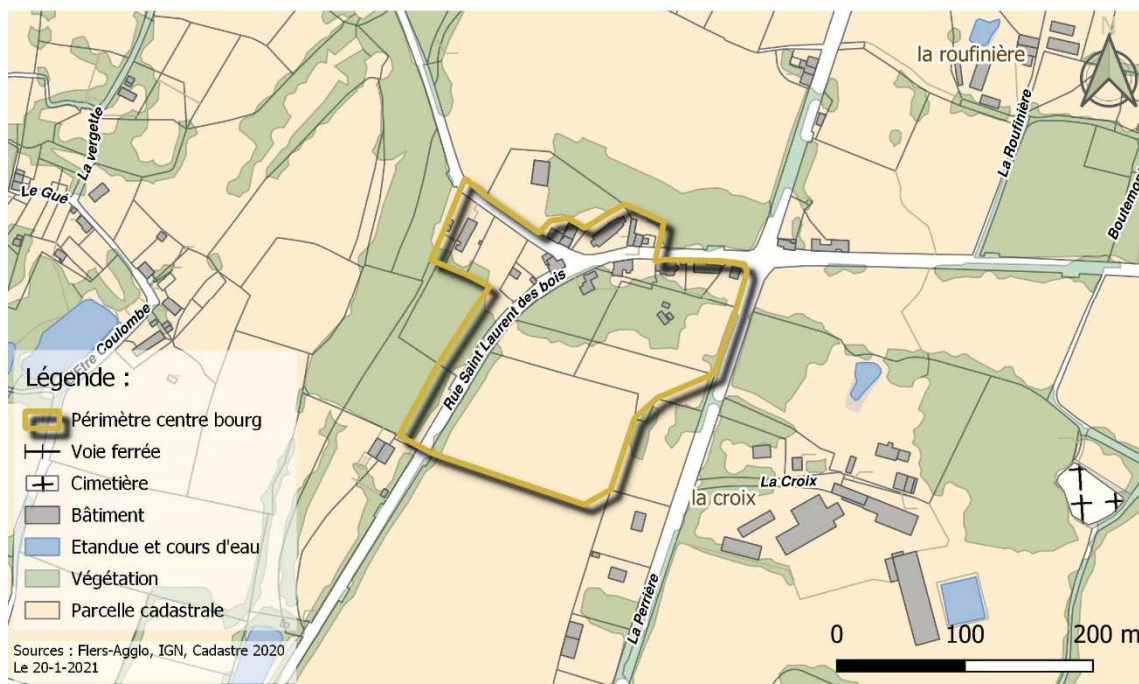 la roufinière
N
La vergette
Le Gué
La Roufinière
Boutemont
Rue Saint Laurent des bois
Etre Coulombe
Légende :
Périmètre centre bourg
Voie ferrée
Cimetière
Bâtiment
Etandue et cours d'eau
Végétation
Parcelle cadastrale
Sources : Flers-Agglo, IGN, Cadastre 2020
Le 20-1-2021
la croix
La Croix
La Perrière
0 100 200 m